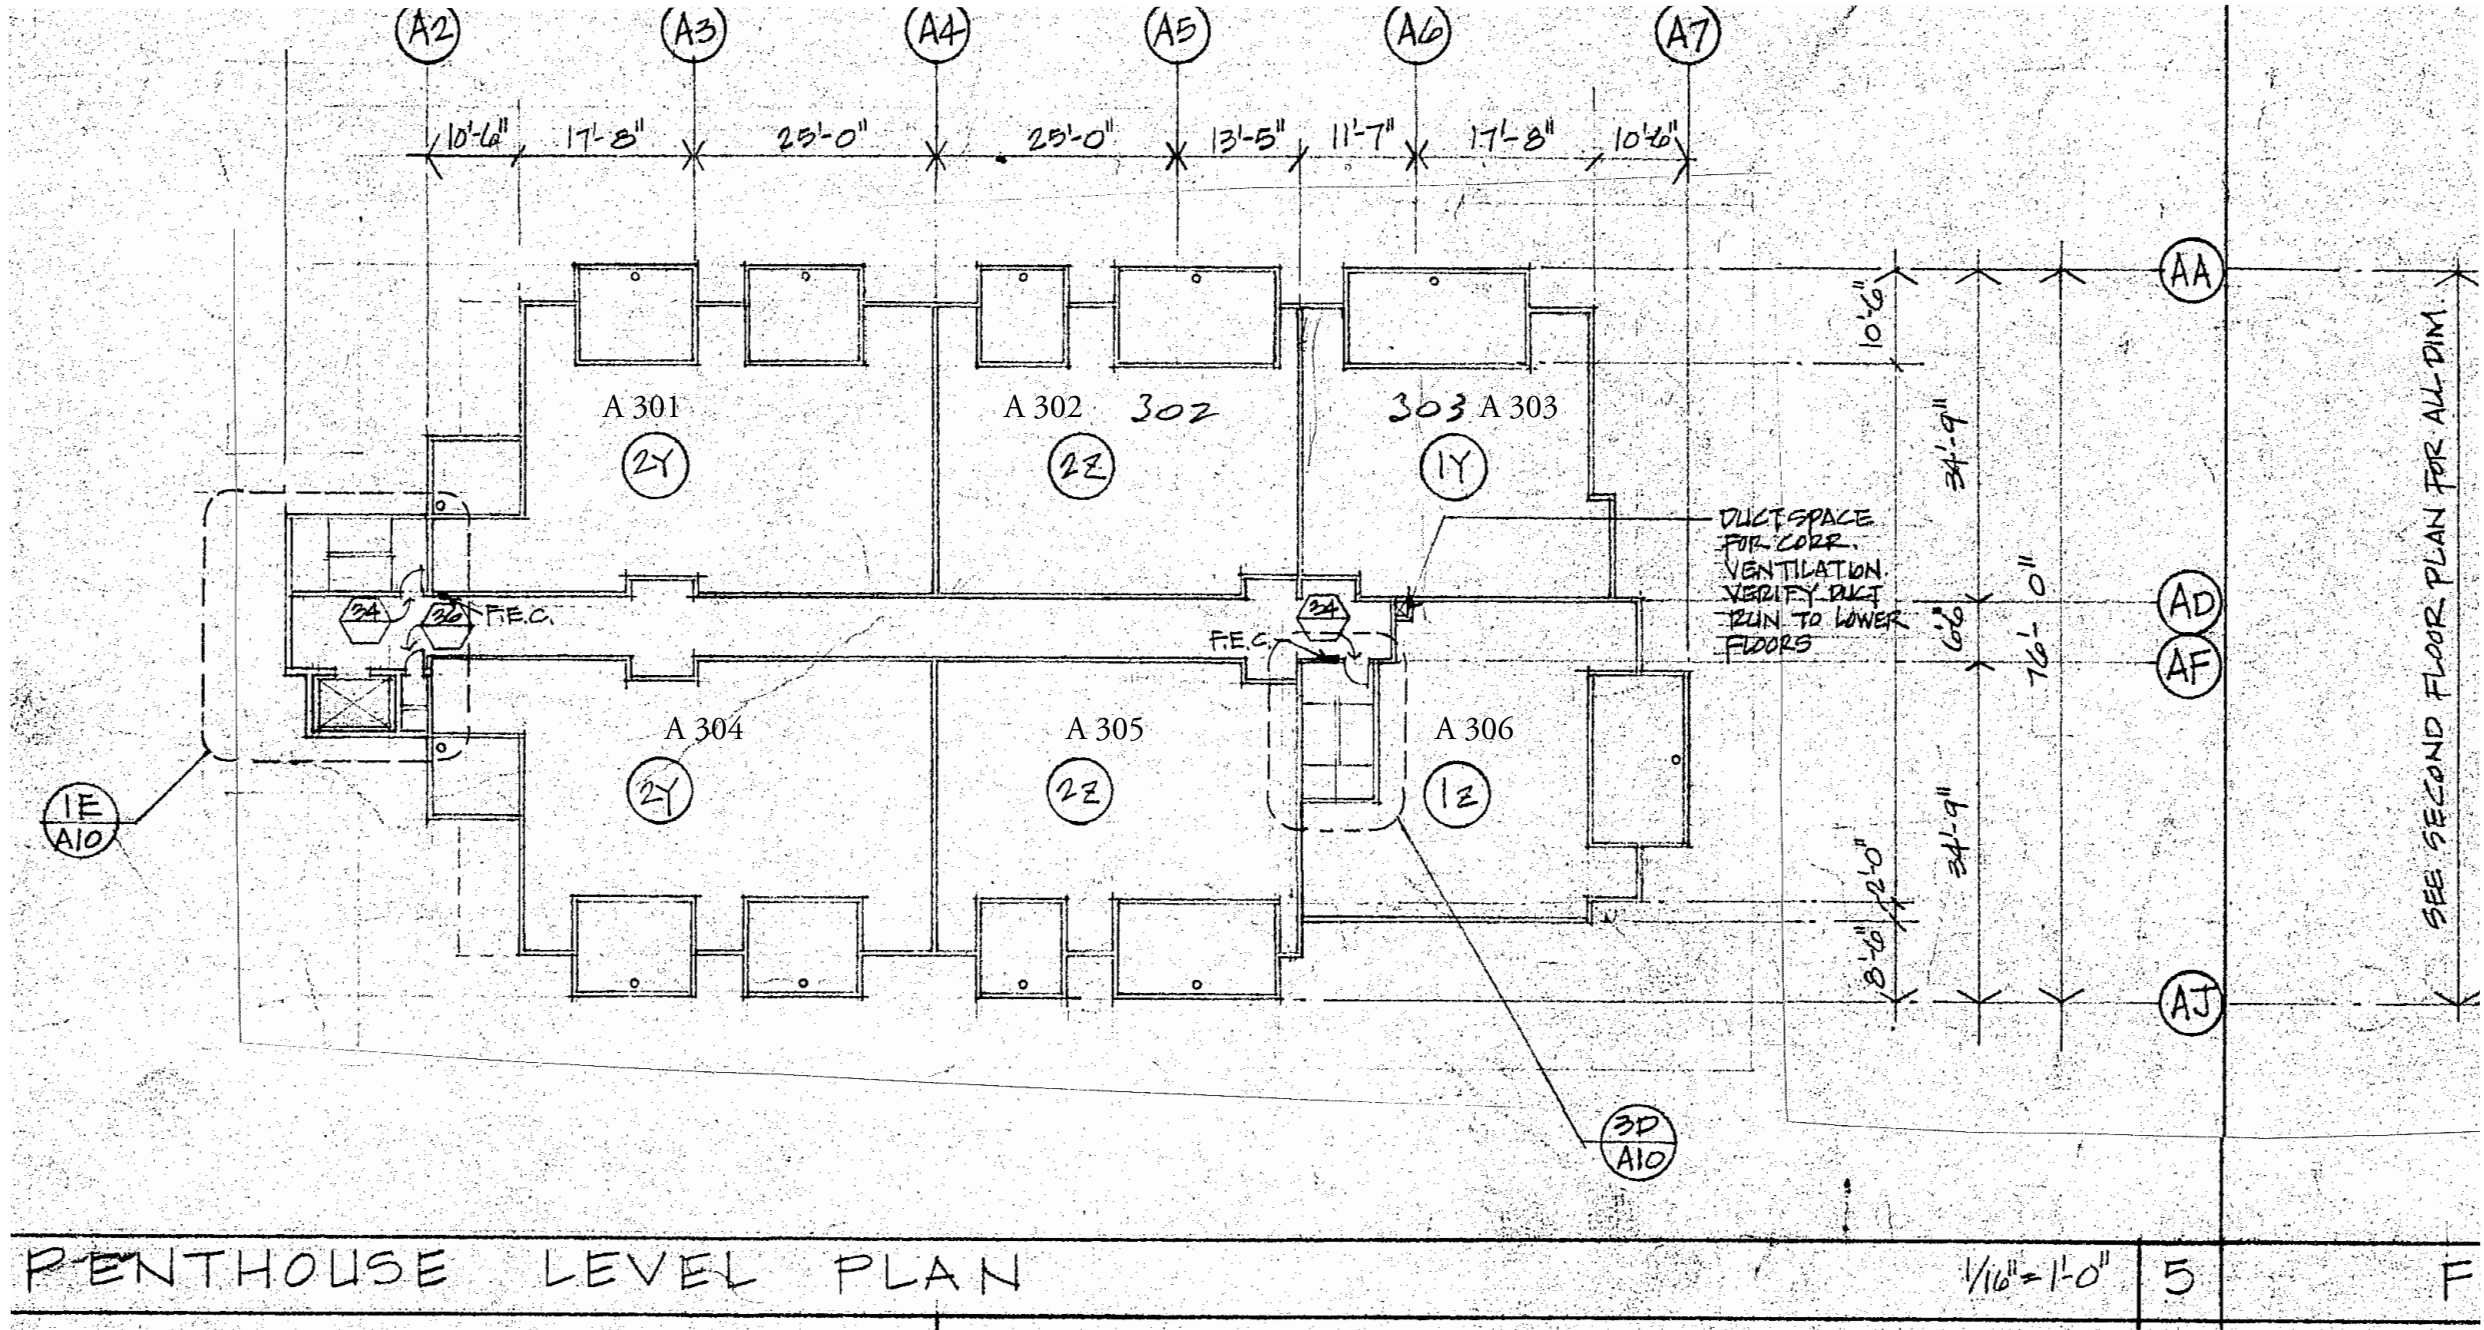 A2 A3 A4 A5 A6 A7
10'-6" 17'-8" 25'-0" 25'-0" 13'-5" 11'-7" 17'-8" 10'-6"
AA
10'-6"
34'-9"
SEE SECOND FLOOR PLAN FOR ALL DIM.
A 301
A 302 302
303 A 303
2Y
2Z
1Y
DUCT SPACE
FOR CORR.
VENTILATION.
VERIFY DUCT
RUN TO LOWER
FLOORS
34
36
F.E.C.
34
F.E.C.
6'6"
76'-0"
AD
AF
A 304
A 305
A 306
2Y
2Z
1Z
1E
A10
34'-9"
2'-0"
8'-6"
AJ
3D
A10
PENTHOUSE LEVEL PLAN
1/16"=1'-0"
5
F